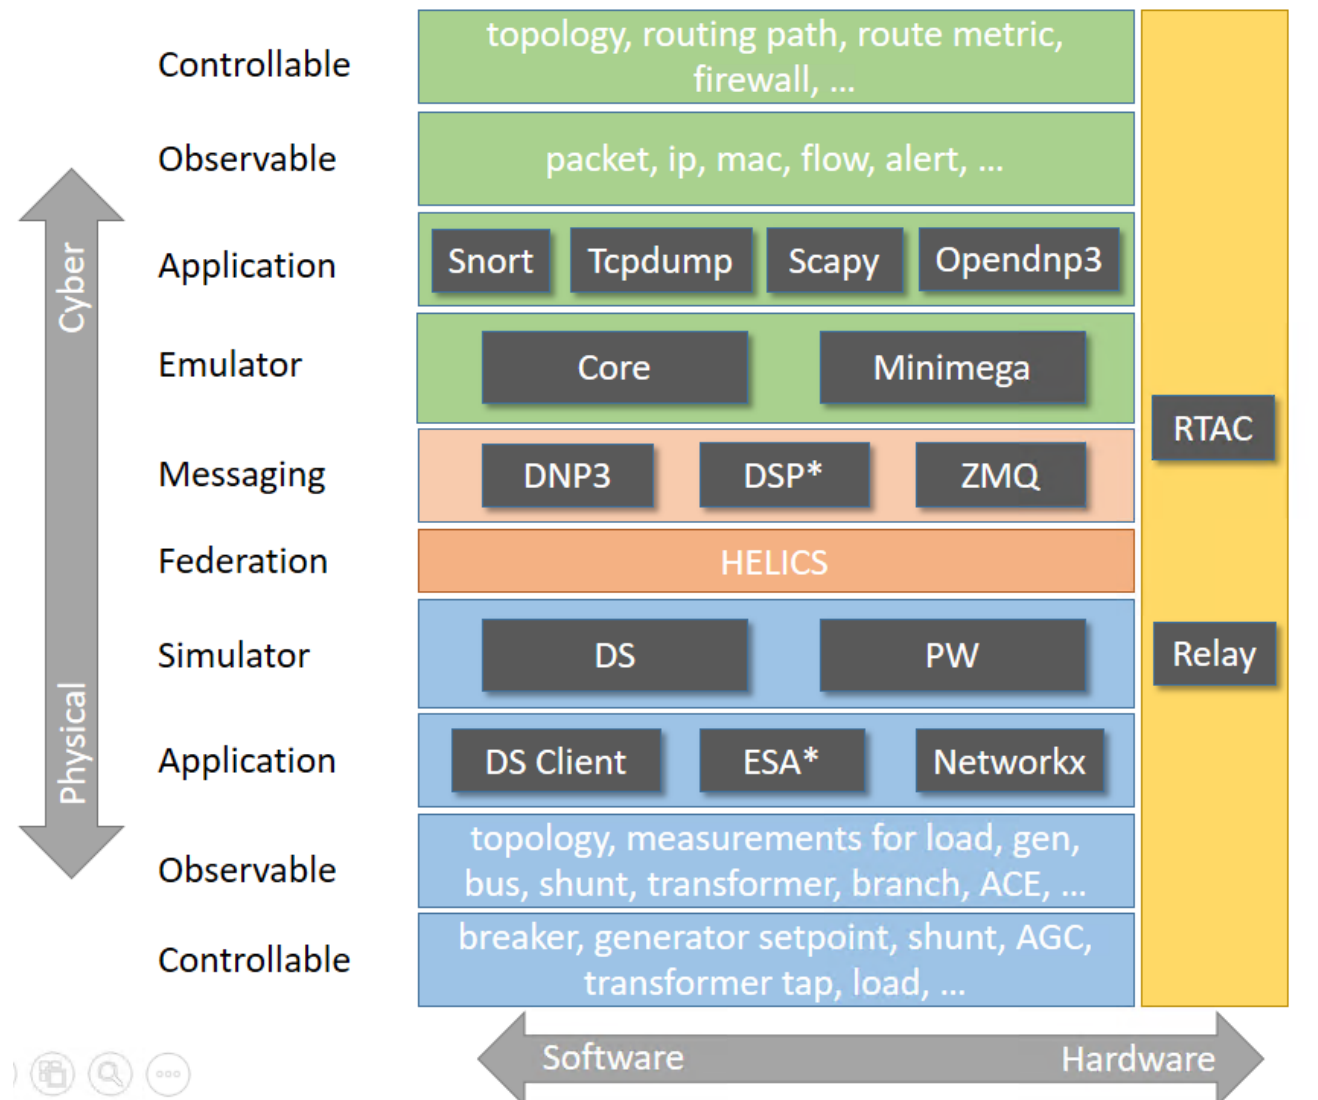 Controllable
topology, routing path, route metric,
firewall, ...
Observable
packet, ip, mac, flow, alert, ...
Application
Snort
Tcpdump
Scapy
Opendnp3
Emulator
Core
Minimega
Messaging
DNP3
DSP*
ZMQ
Federation
HELICS
Simulator
DS
PW
Application
DS Client
ESA*
Networkx
Observable
topology, measurements for load, gen,
bus, shunt, transformer, branch, ACE, ...
Controllable
breaker, generator setpoint, shunt, AGC,
transformer tap, load, ...
RTAC
Relay
Cyber
Physical
Software
Hardware